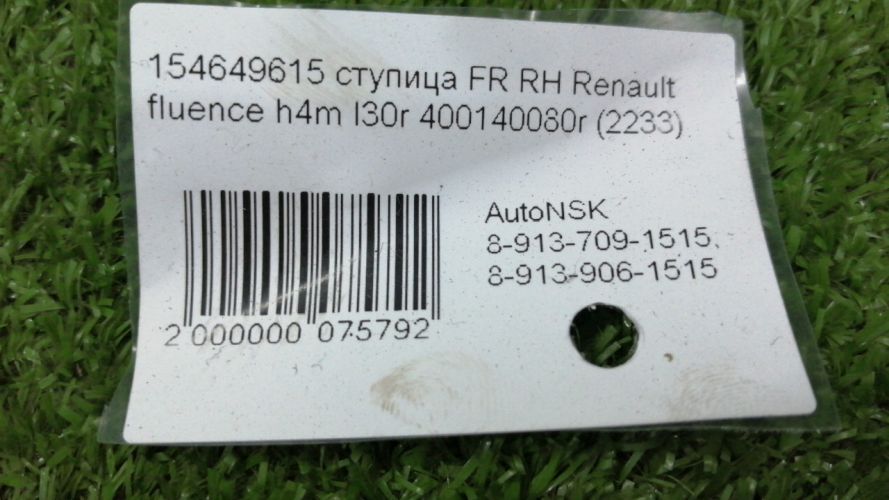 154649615 ступица FR RH Renault
fluence h4m l30r 400140080r (2233)
AutoNSK
8-913-709-1515,
8-913-906-1515
2 000000 075792